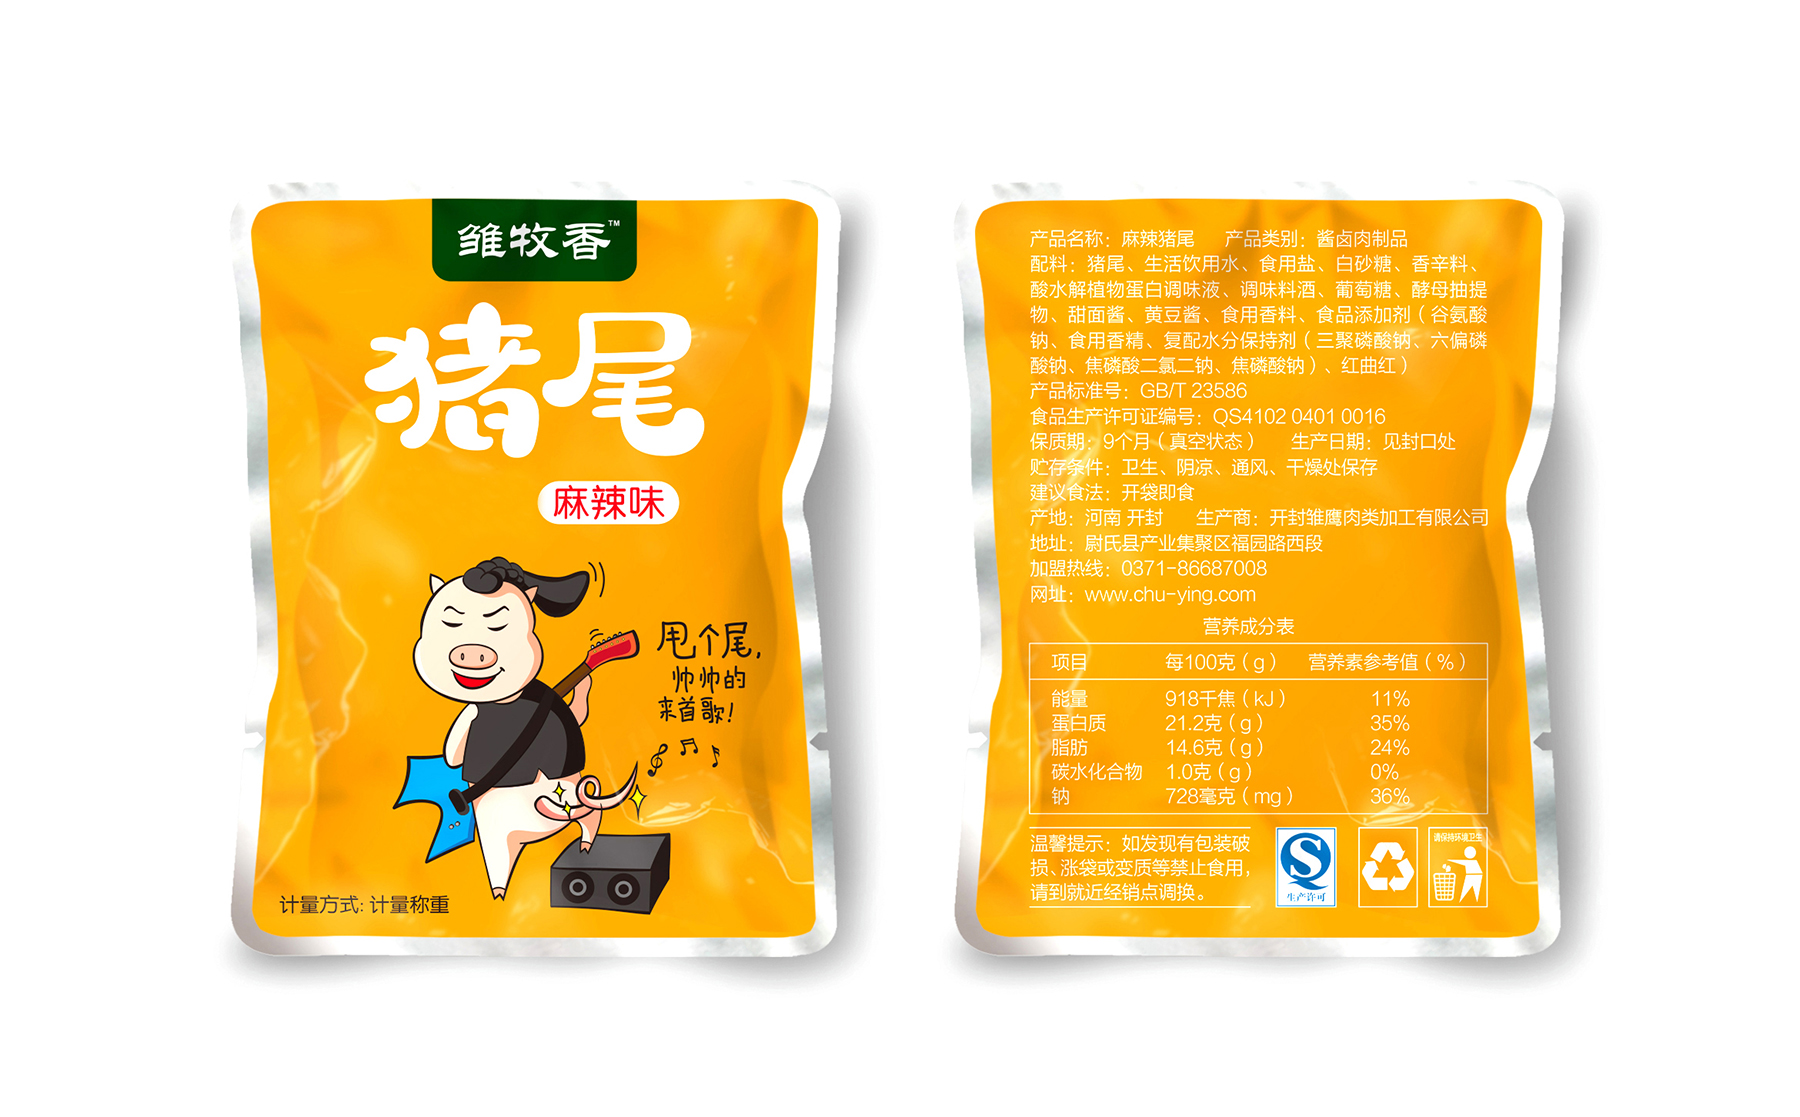 雏牧香™
猪尾
麻辣味
甩个尾,
帅帅的
来首歌!
计量方式: 计量称重
产品名称：麻辣猪尾 产品类别：酱卤肉制品
配料：猪尾、生活饮用水、食用盐、白砂糖、香辛料、
酸水解植物蛋白调味液、调味料酒、葡萄糖、酵母抽提
物、甜面酱、黄豆酱、食用香料、食品添加剂（谷氨酸
钠、食用香精、复配水分保持剂（三聚磷酸钠、六偏磷
酸钠、焦磷酸二氯二钠、焦磷酸钠）、红曲红）
产品标准号：GB/T 23586
食品生产许可证编号：QS4102 0401 0016
保质期：9个月（真空状态） 生产日期：见封口处
贮存条件：卫生、阴凉、通风、干燥处保存
建议食法：开袋即食
产地：河南 开封 生产商：开封雏鹰肉类加工有限公司
地址：尉氏县产业集聚区福园路西段
加盟热线：0371-86687008
网址：www.chu-ying.com
营养成分表
项目 每100克（g） 营养素参考值（%）
能量 918千焦（kJ） 11%
蛋白质 21.2克（g） 35%
脂肪 14.6克（g） 24%
碳水化合物 1.0克（g） 0%
钠 728毫克（mg） 36%
温馨提示：如发现有包装破
损、涨袋或变质等禁止食用，
请到就近经销点调换。
QS
生产许可
请保持环境卫生